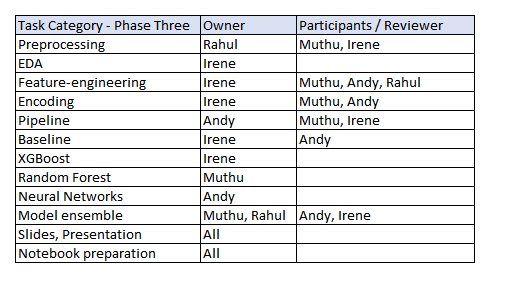 Task Category - Phase Three Owner Participants / Reviewer
Preprocessing Rahul Muthu, Irene
EDA Irene
Feature-engineering Irene Muthu, Andy, Rahul
Encoding Irene Muthu, Andy
Pipeline Andy Muthu, Irene
Baseline Irene Andy
XGBoost Irene
Random Forest Muthu
Neural Networks Andy
Model ensemble Muthu, Rahul Andy, Irene
Slides, Presentation All
Notebook preparation All